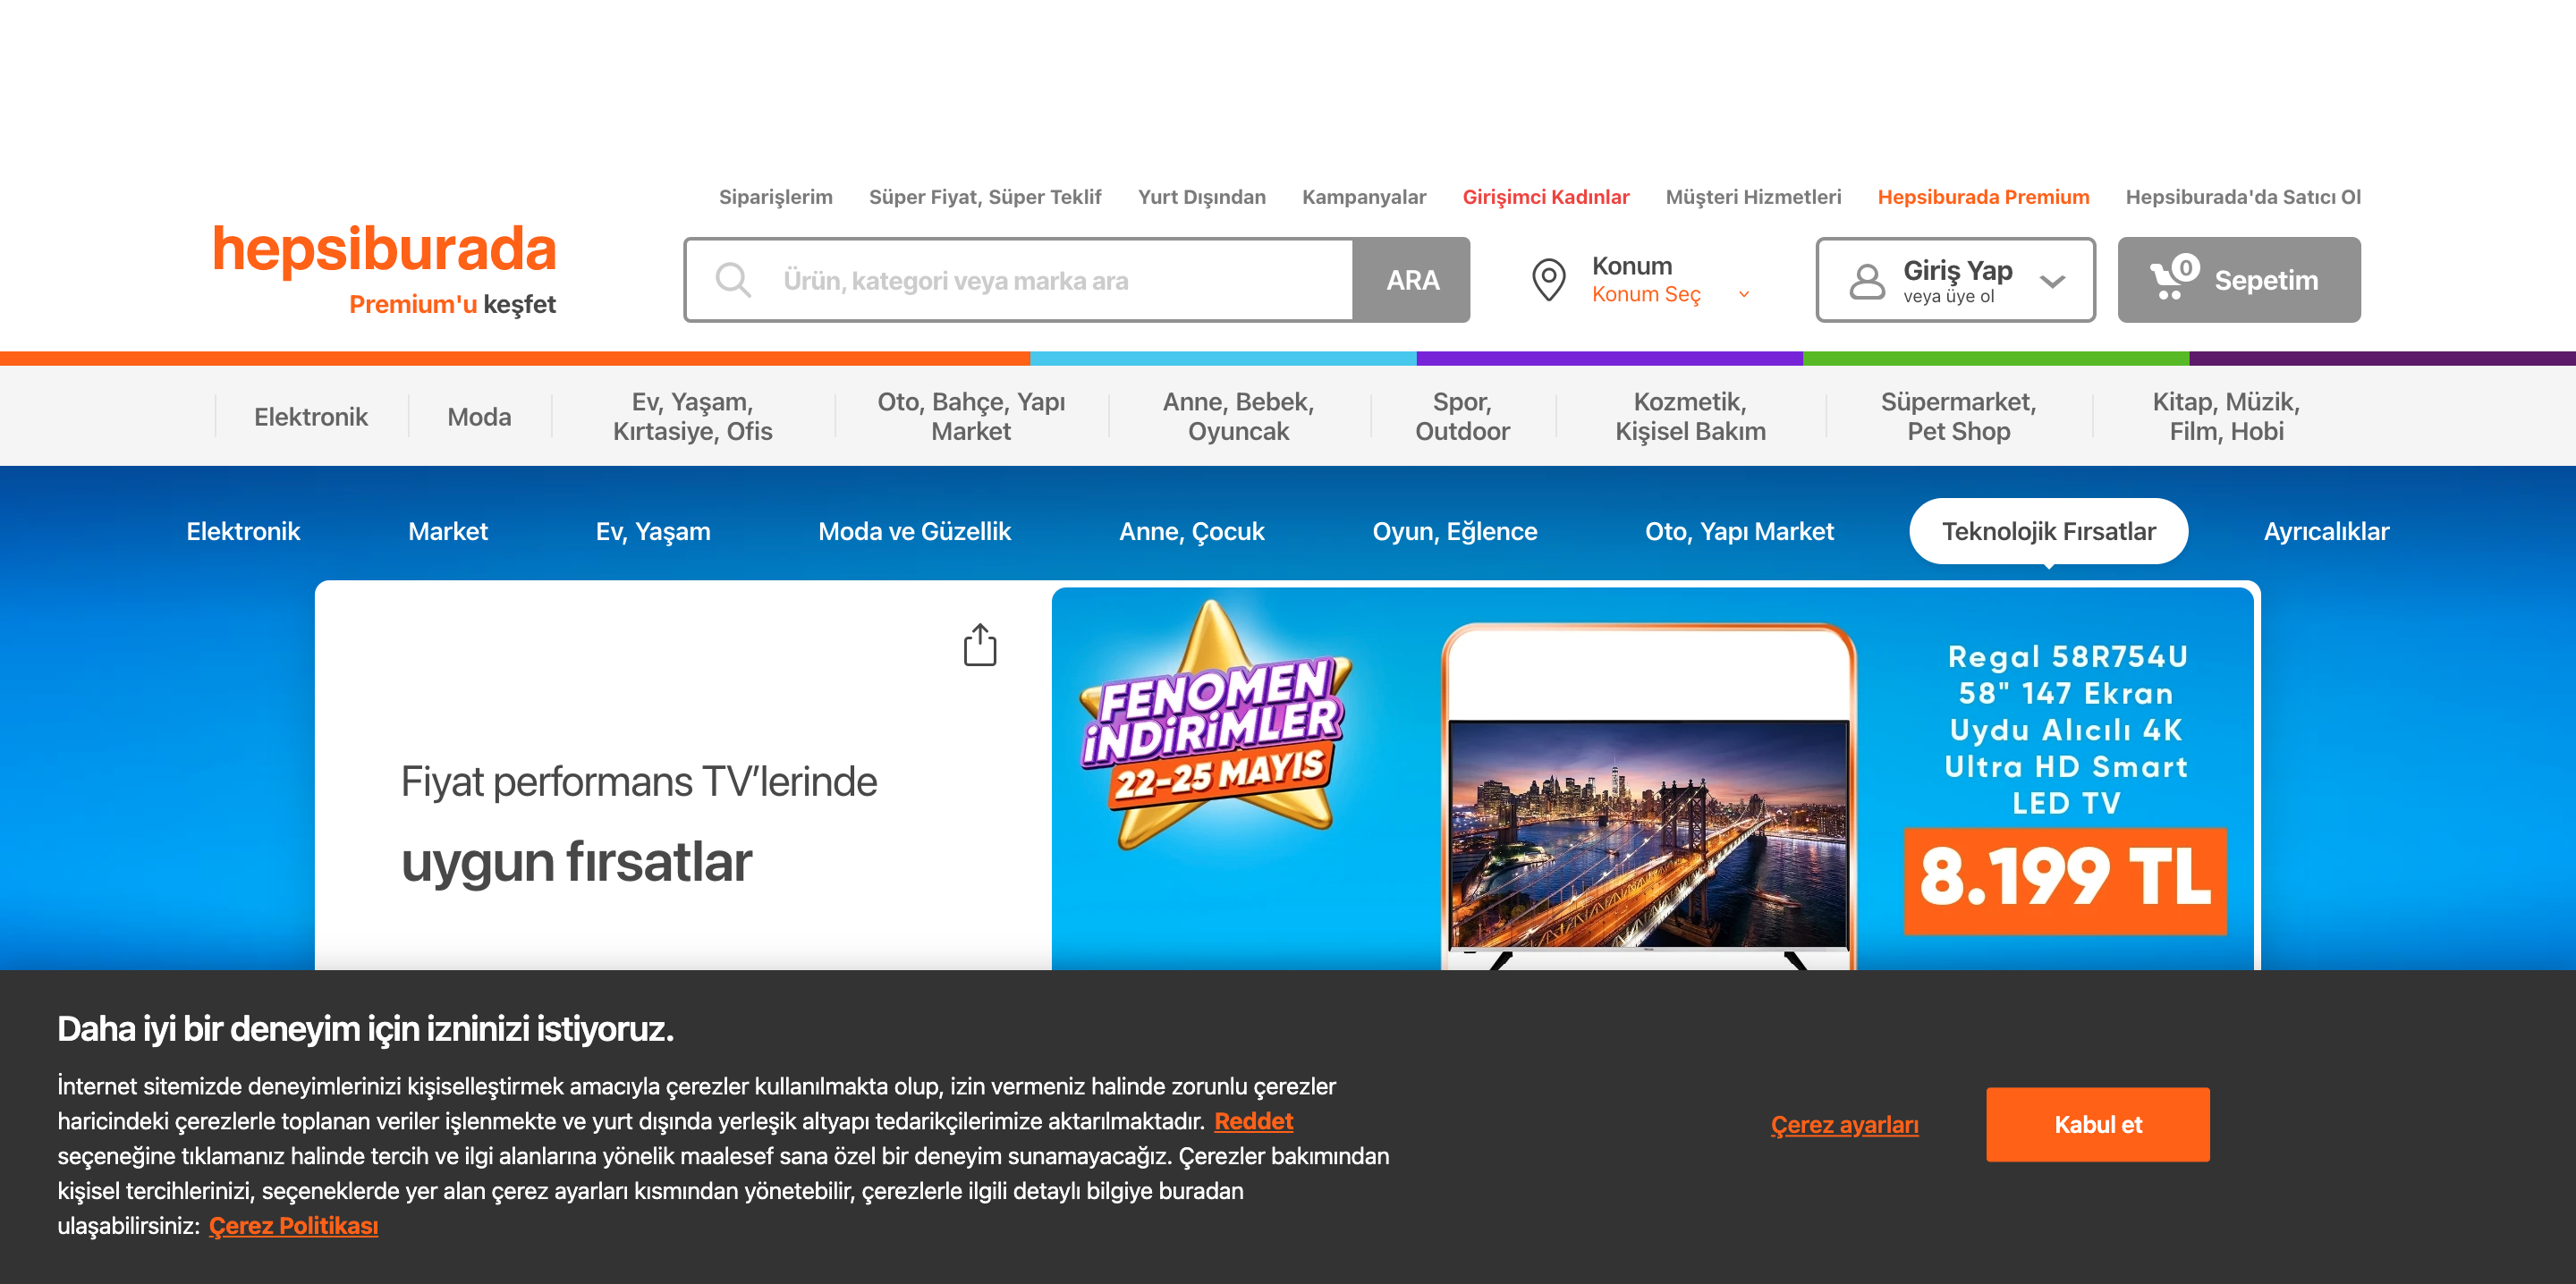 Siparişlerim Süper Fiyat, Süper Teklif Yurt Dışından Kampanyalar Girişimci Kadınlar Müşteri Hizmetleri Hepsiburada Premium Hepsiburada'da Satıcı Ol
hepsiburada
Premium'u keşfet
Ürün, kategori veya marka ara
ARA
Konum
Konum Seç
Giriş Yap
veya üye ol
0
Sepetim
Elektronik
Moda
Ev, Yaşam,
Kırtasiye, Ofis
Oto, Bahçe, Yapı
Market
Anne, Bebek,
Oyuncak
Spor,
Outdoor
Kozmetik,
Kişisel Bakım
Süpermarket,
Pet Shop
Kitap, Müzik,
Film, Hobi
Elektronik Market Ev, Yaşam Moda ve Güzellik Anne, Çocuk Oyun, Eğlence Oto, Yapı Market Teknolojik Fırsatlar Ayrıcalıklar
Fiyat performans TV’lerinde
uygun fırsatlar
FENOMEN
İNDİRİMLER
22-25 MAYIS
Regal 58R754U
58" 147 Ekran
Uydu Alıcılı 4K
Ultra HD Smart
LED TV
8.199 TL
Daha iyi bir deneyim için izninizi istiyoruz.
İnternet sitemizde deneyimlerinizi kişiselleştirmek amacıyla çerezler kullanılmakta olup, izin vermeniz halinde zorunlu çerezler
haricindeki çerezlerle toplanan veriler işlenmekte ve yurt dışında yerleşik altyapı tedarikçilerimize aktarılmaktadır. Reddet
seçeneğine tıklamanız halinde tercih ve ilgi alanlarına yönelik maalesef sana özel bir deneyim sunamayacağız. Çerezler bakımından
kişisel tercihlerinizi, seçeneklerde yer alan çerez ayarları kısmından yönetebilir, çerezlerle ilgili detaylı bilgiye buradan
ulaşabilirsiniz: Çerez Politikası
Çerez ayarları
Kabul et